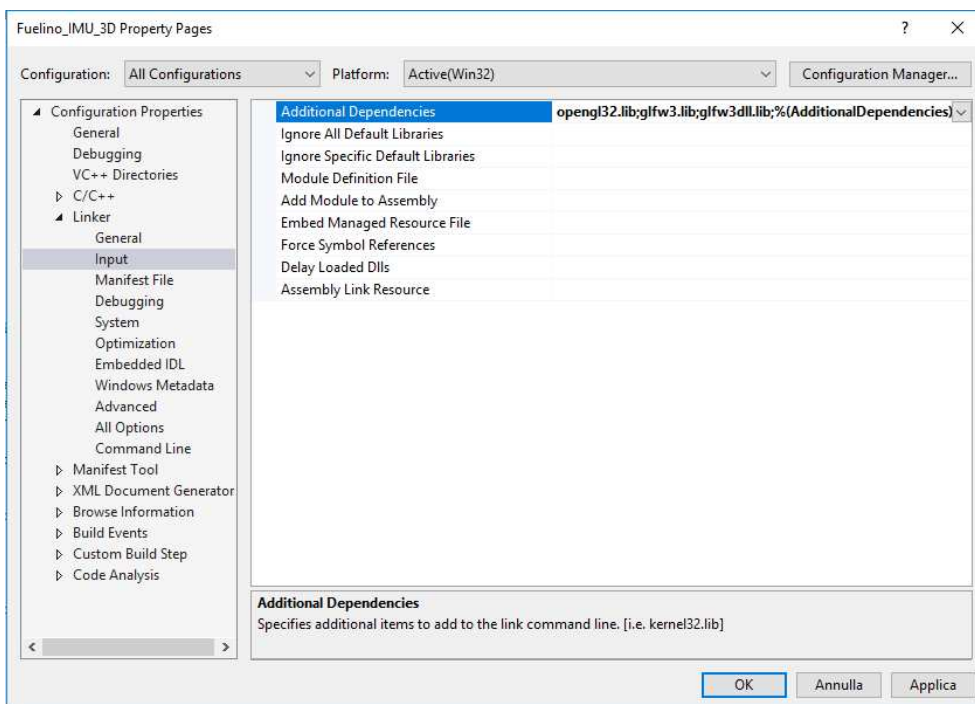 Fuelino_IMU_3D Property Pages
?
Configuration: All Configurations Platform: Active(Win32) Configuration Manager...
Configuration Properties
General
Debugging
VC++ Directories
C/C++
Linker
General
Input
Manifest File
Debugging
System
Optimization
Embedded IDL
Windows Metadata
Advanced
All Options
Command Line
Manifest Tool
XML Document Generator
Browse Information
Build Events
Custom Build Step
Code Analysis
Additional Dependencies opengl32.lib;glfw3.lib;glfw3dll.lib;%(AdditionalDependencies)
Ignore All Default Libraries
Ignore Specific Default Libraries
Module Definition File
Add Module to Assembly
Embed Managed Resource File
Force Symbol References
Delay Loaded Dlls
Assembly Link Resource
Additional Dependencies
Specifies additional items to add to the link command line. [i.e. kernel32.lib]
OK Annulla Applica